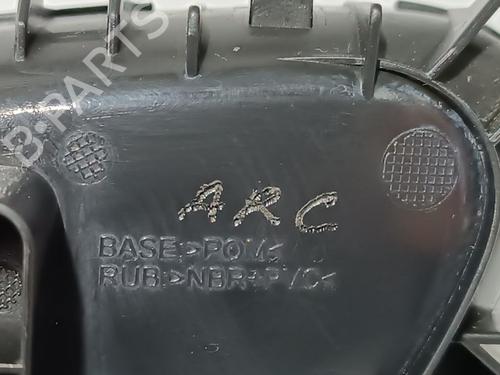 B-PARTS
ARC
BASE:>POM<
RUB:>NBR+PVC<